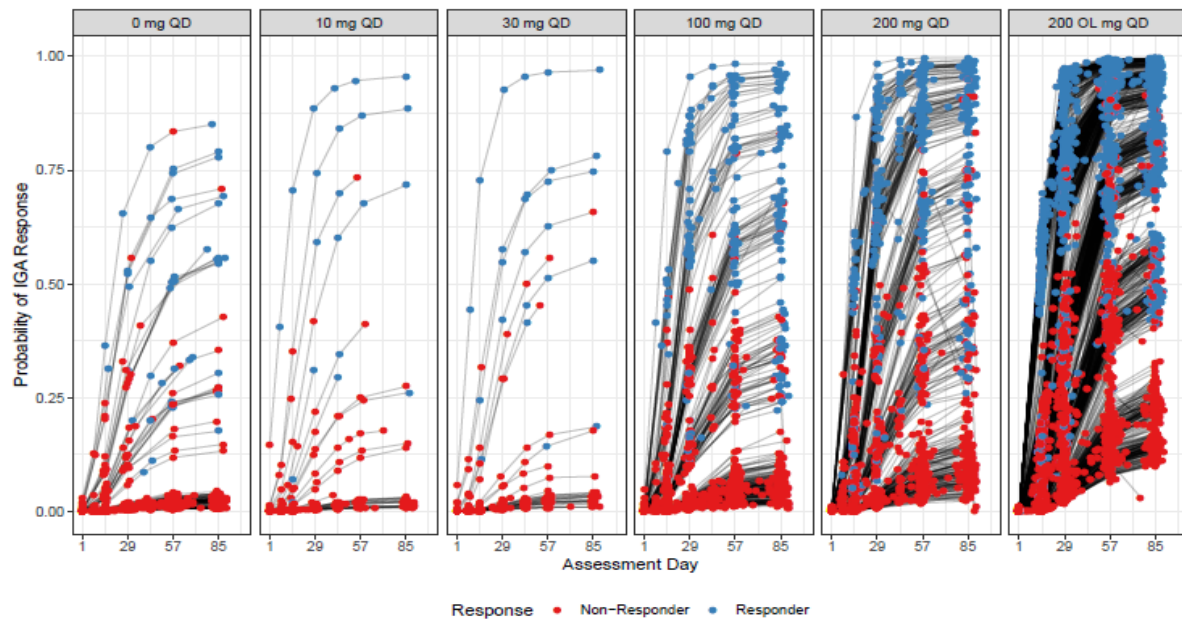 0 mg QD
10 mg QD
30 mg QD
100 mg QD
200 mg QD
200 OL mg QD
Probability of IGA Response
1.00
0.75
0.50
0.25
0.00
1 29 57 85
1 29 57 85
1 29 57 85
1 29 57 85
1 29 57 85
1 29 57 85
Assessment Day
Response Non−Responder Responder